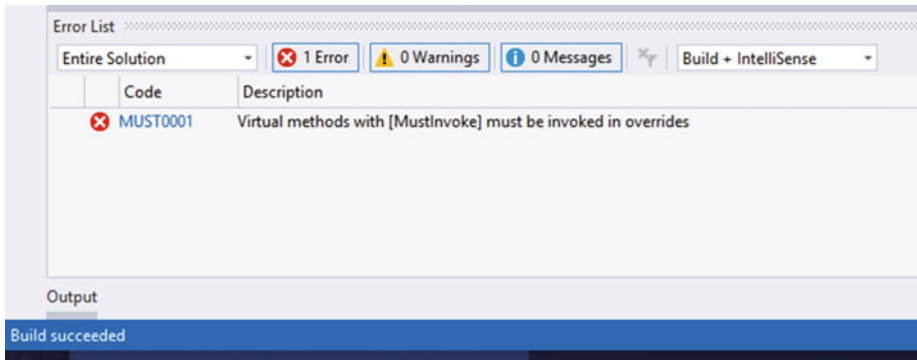 Error List
Entire Solution 1 Error 0 Warnings 0 Messages Build + IntelliSense
Code Description
MUST0001 Virtual methods with [MustInvoke] must be invoked in overrides
Output
Build succeeded